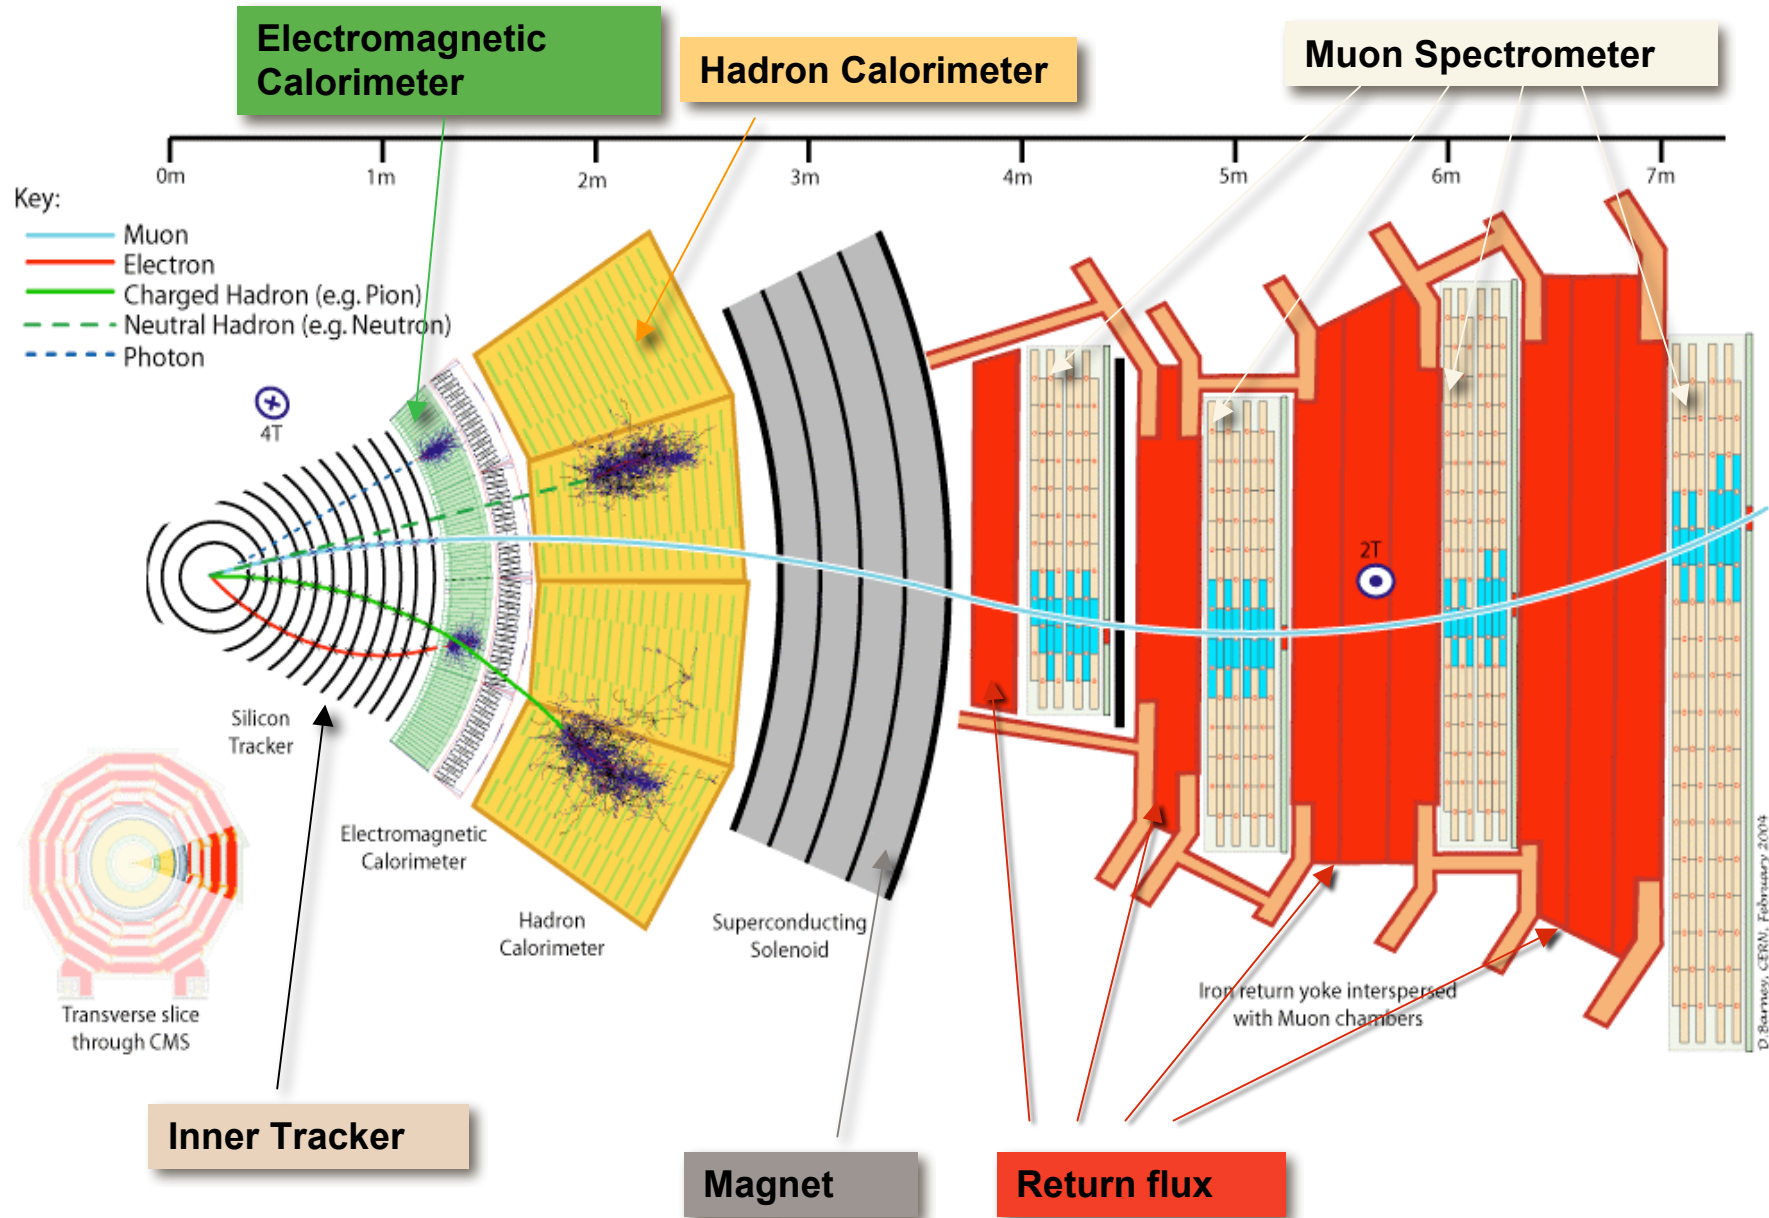 Electromagnetic
Calorimeter
Hadron Calorimeter
Muon Spectrometer
0m
1m
2m
3m
4m
5m
6m
7m
Key:
Muon
Electron
Charged Hadron (e.g. Pion)
Neutral Hadron (e.g. Neutron)
Photon
4T
2T
Silicon
Tracker
Electromagnetic
Calorimeter
Hadron
Calorimeter
Superconducting
Solenoid
Iron return yoke interspersed
with Muon chambers
Transverse slice
through CMS
D.Barney, CERN, February 2004
Inner Tracker
Magnet
Return flux